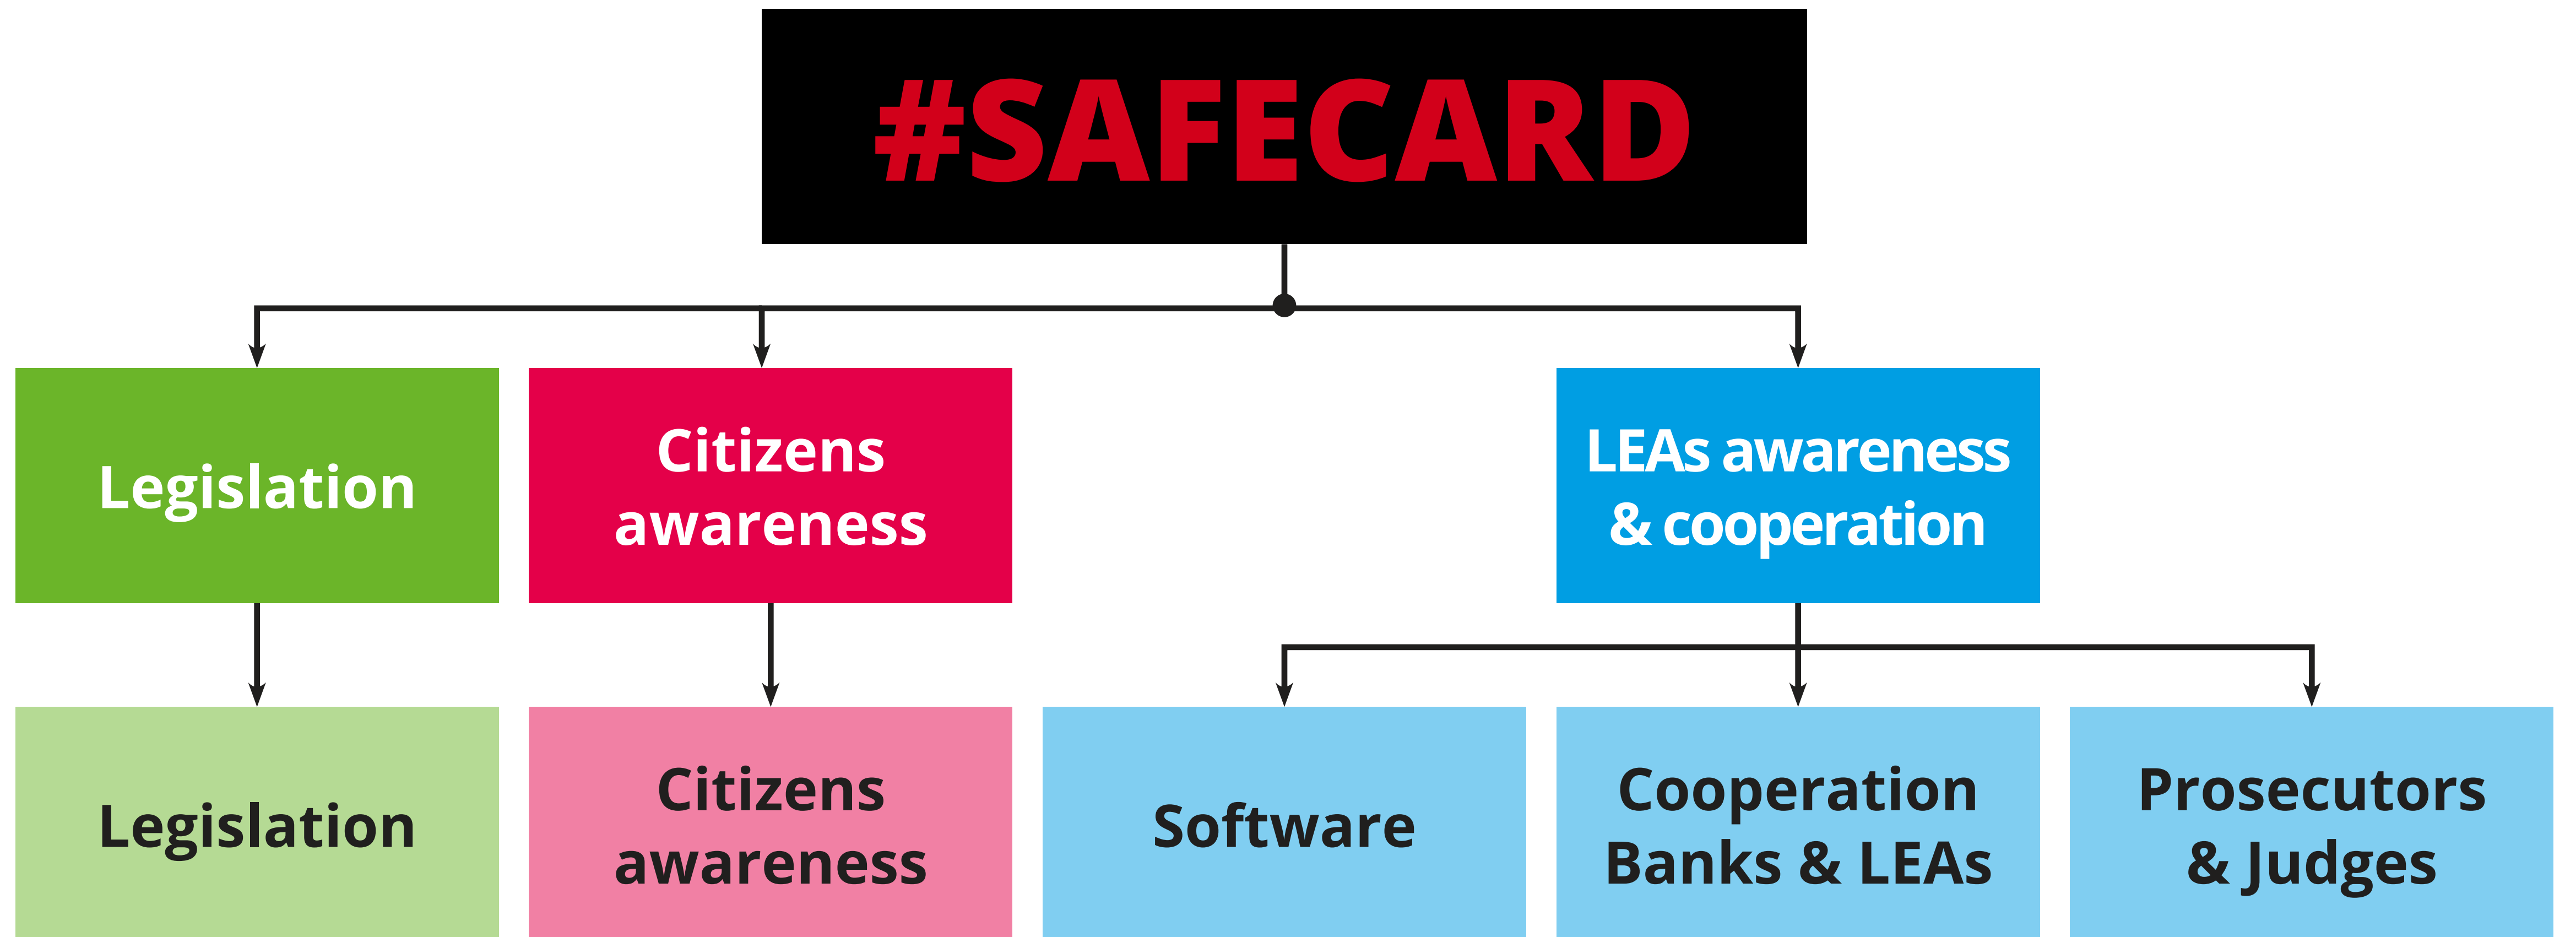 #SAFECARD
Legislation
Citizens
awareness
LEAs awareness
& cooperation
Legislation
Citizens
awareness
Software
Cooperation
Banks & LEAs
Prosecutors
& Judges